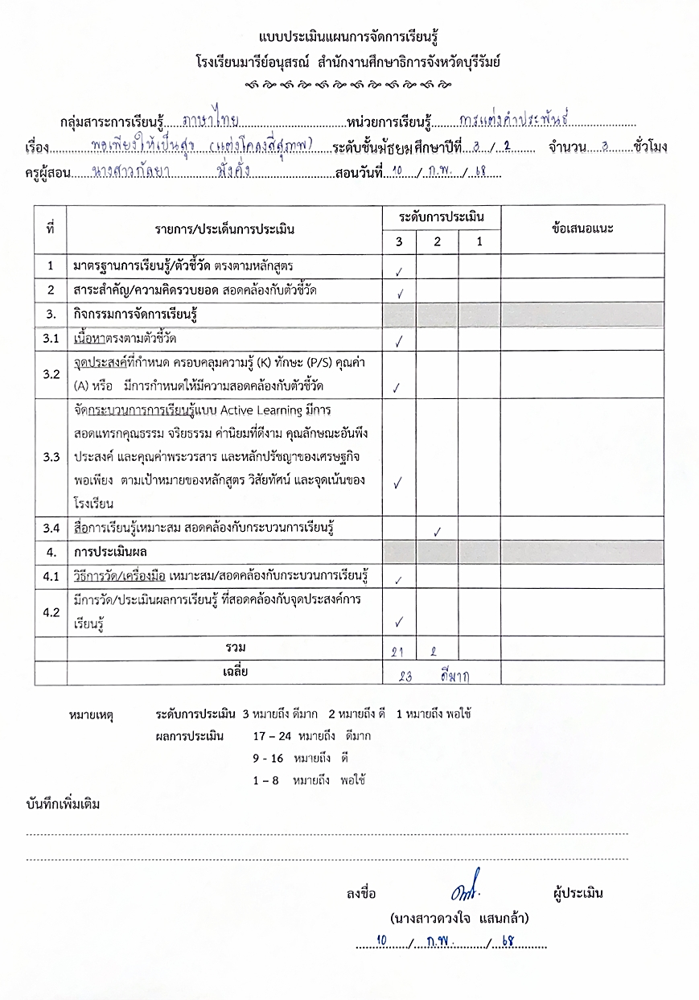 แบบประเมินแผนการจัดการเรียนรู้
โรงเรียนมารีย์อนุสรณ์ สำนักงานศึกษาธิการจังหวัดบุรีรัมย์
กลุ่มสาระการเรียนรู้ ภาษาไทย หน่วยการเรียนรู้ การแต่งคำประพันธ์
เรื่อง พอเพียงให้เป็นสุข (แต่งโคลงสี่สุภาพ) ระดับชั้นมัธยมศึกษาปีที่ 3 / 2 จำนวน 3 ชั่วโมง
ครูผู้สอน นางสาวกัลยา มั่งคั่ง สอนวันที่ 10 / ก.พ. / 68
ที่ รายการ/ประเด็นการประเมิน ระดับการประเมิน ข้อเสนอแนะ
3 2 1
1 มาตรฐานการเรียนรู้/ตัวชี้วัด ตรงตามหลักสูตร ✓
2 สาระสำคัญ/ความคิดรวบยอด สอดคล้องกับตัวชี้วัด ✓
3. กิจกรรมการจัดการเรียนรู้
3.1 เนื้อหาตรงตามตัวชี้วัด ✓
3.2 จุดประสงค์ที่กำหนด ครอบคลุมความรู้ (K) ทักษะ (P/S) คุณค่า
(A) หรือ มีการกำหนดให้มีความสอดคล้องกับตัวชี้วัด ✓
3.3 จัดกระบวนการการเรียนรู้แบบ Active Learning มีการ
สอดแทรกคุณธรรม จริยธรรม ค่านิยมที่ดีงาม คุณลักษณะอันพึง
ประสงค์ และคุณค่าพระวรสาร และหลักปรัชญาของเศรษฐกิจ
พอเพียง ตามเป้าหมายของหลักสูตร วิสัยทัศน์ และจุดเน้นของ ✓
โรงเรียน
3.4 สื่อการเรียนรู้เหมาะสม สอดคล้องกับกระบวนการเรียนรู้ ✓
4. การประเมินผล
4.1 วิธีการวัด/เครื่องมือ เหมาะสม/สอดคล้องกับกระบวนการเรียนรู้ ✓
4.2 มีการวัด/ประเมินผลการเรียนรู้ ที่สอดคล้องกับจุดประสงค์การ
เรียนรู้ ✓
รวม 21 2
เฉลี่ย 23 ดีมาก
หมายเหตุ ระดับการประเมิน 3 หมายถึง ดีมาก 2 หมายถึง ดี 1 หมายถึง พอใช้
ผลการประเมิน 17 – 24 หมายถึง ดีมาก
9 - 16 หมายถึง ดี
1 – 8 หมายถึง พอใช้
บันทึกเพิ่มเติม
ลงชื่อ ผู้ประเมิน
(นางสาวดวงใจ แสนกล้า)
10 / ก.พ. / 68